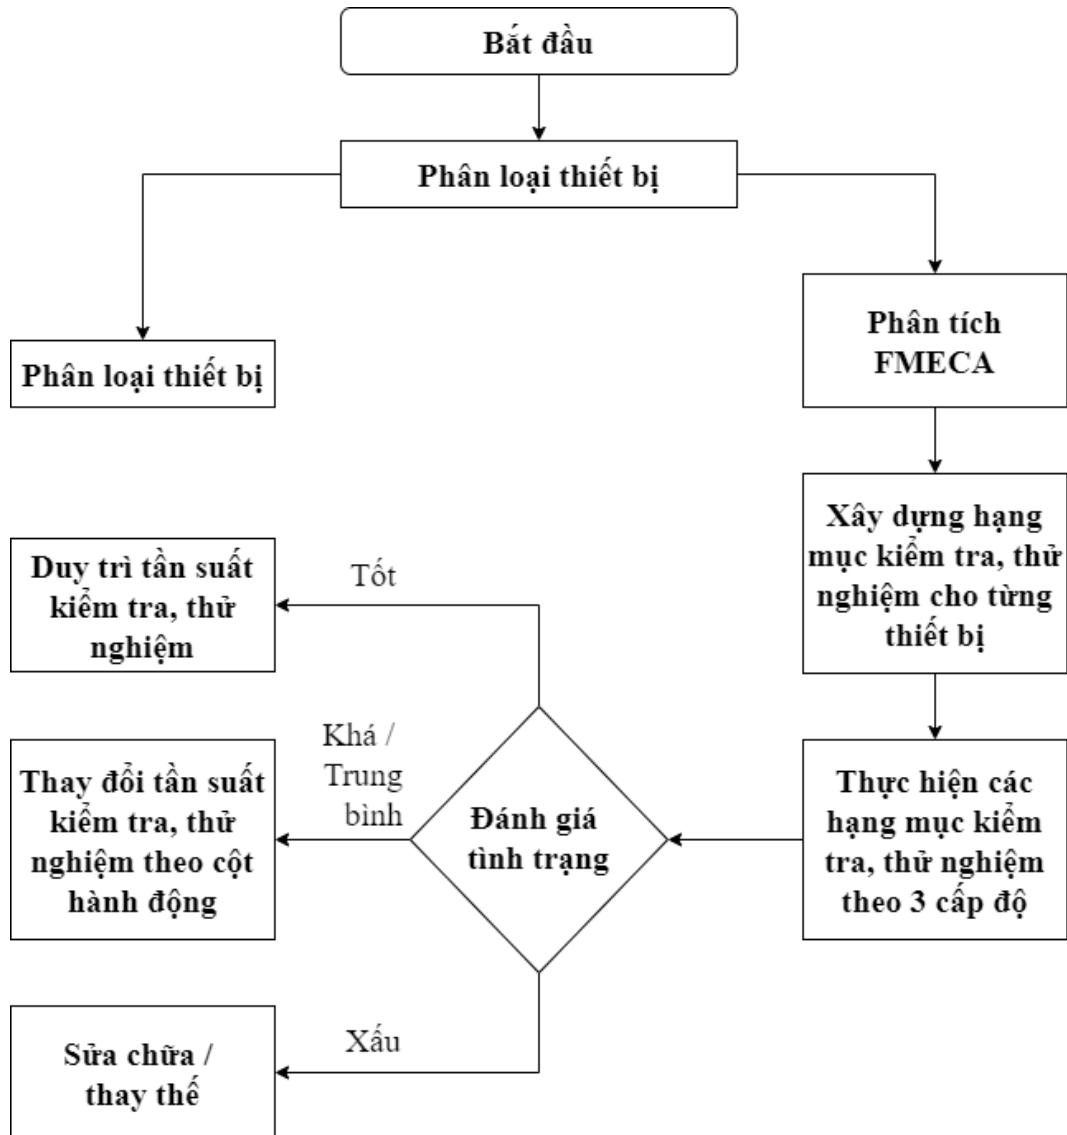 Bắt đầu
Phân loại thiết bị
Phân loại thiết bị
Phân tích
FMECA
Xây dựng hạng
mục kiểm tra, thử
nghiệm cho từng
thiết bị
Thực hiện các
hạng mục kiểm
tra, thử nghiệm
theo 3 cấp độ
Đánh giá
tình trạng
Tốt
Duy trì tần suất
kiểm tra, thử
nghiệm
Khá /
Trung
bình
Thay đổi tần suất
kiểm tra, thử
nghiệm theo cột
hành động
Xấu
Sửa chữa /
thay thế